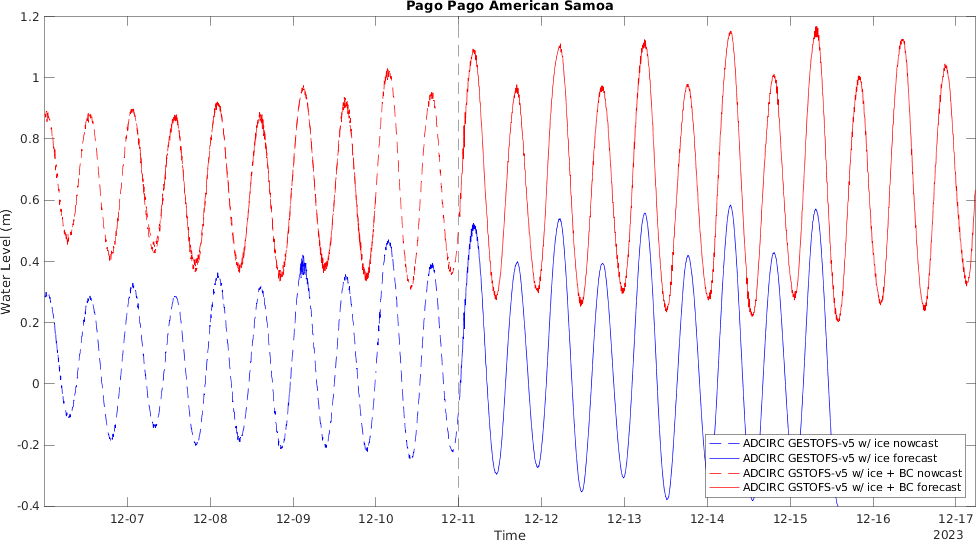 Pago Pago American Samoa
1.2
1
0.8
0.6
0.4
0.2
0
-0.2
-0.4
Water Level (m)
ADCIRC GESTOFS-v5 w/ ice nowcast
ADCIRC GESTOFS-v5 w/ ice forecast
ADCIRC GSTOFS-v5 w/ ice + BC nowcast
ADCIRC GSTOFS-v5 w/ ice + BC forecast
12-07 12-08 12-09 12-10 12-11 12-12 12-13 12-14 12-15 12-16 12-17
Time
2023